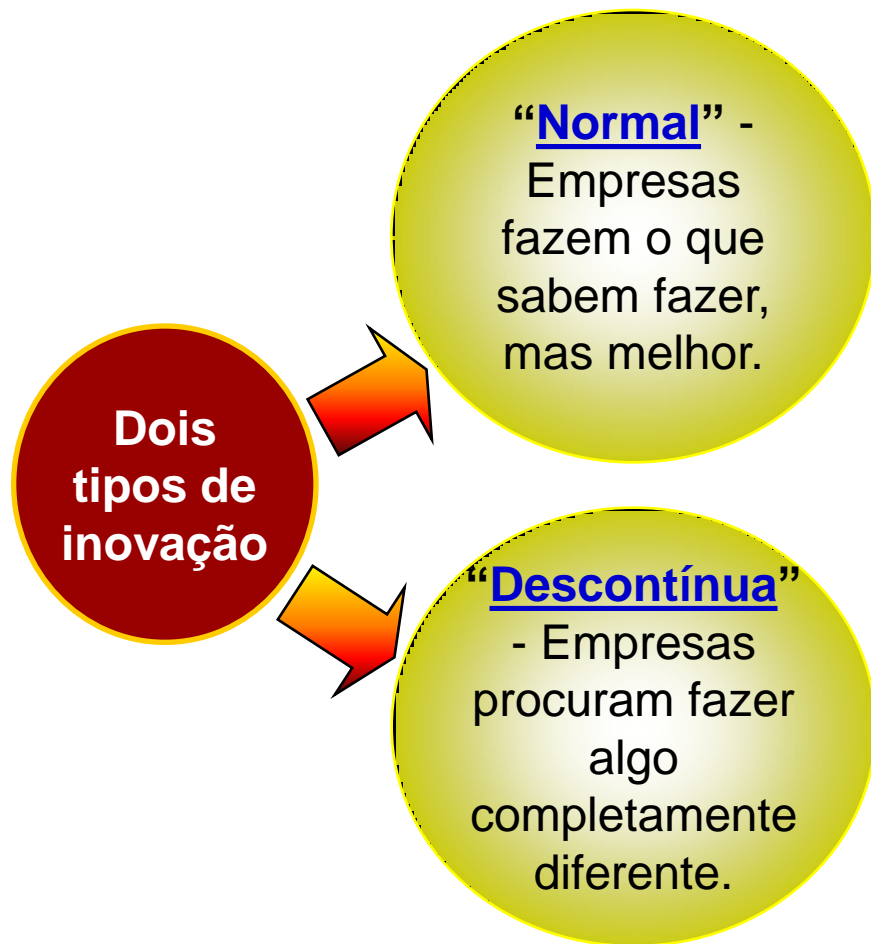 “Normal” -
Empresas
fazem o que
sabem fazer,
mas melhor.
Dois
tipos de
inovação
“Descontínua”
- Empresas
procuram fazer
algo
completamente
diferente.